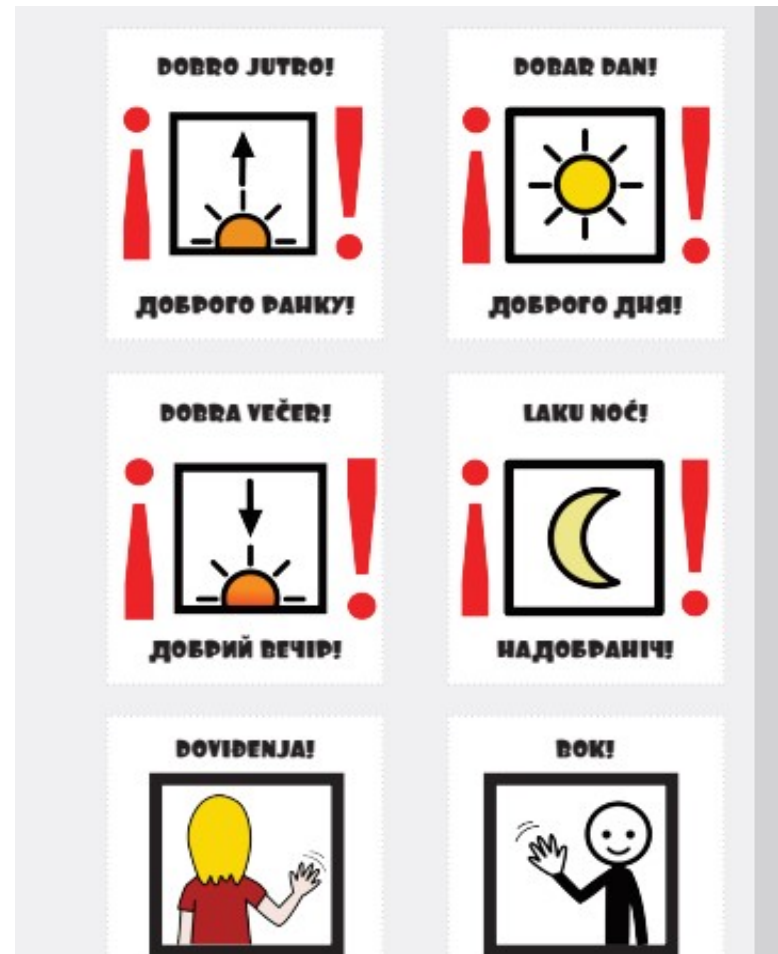 DOBRO JUTRO!
ДОБРОГО РАНКУ!
DOBAR DAN!
ДОБРОГО ДНЯ!
DOBRA VEČER!
ДОБРИЙ ВЕЧІР!
LAKU NOĆ!
НАДОБРАНІЧ!
DOVIĐENJA!
BOK!